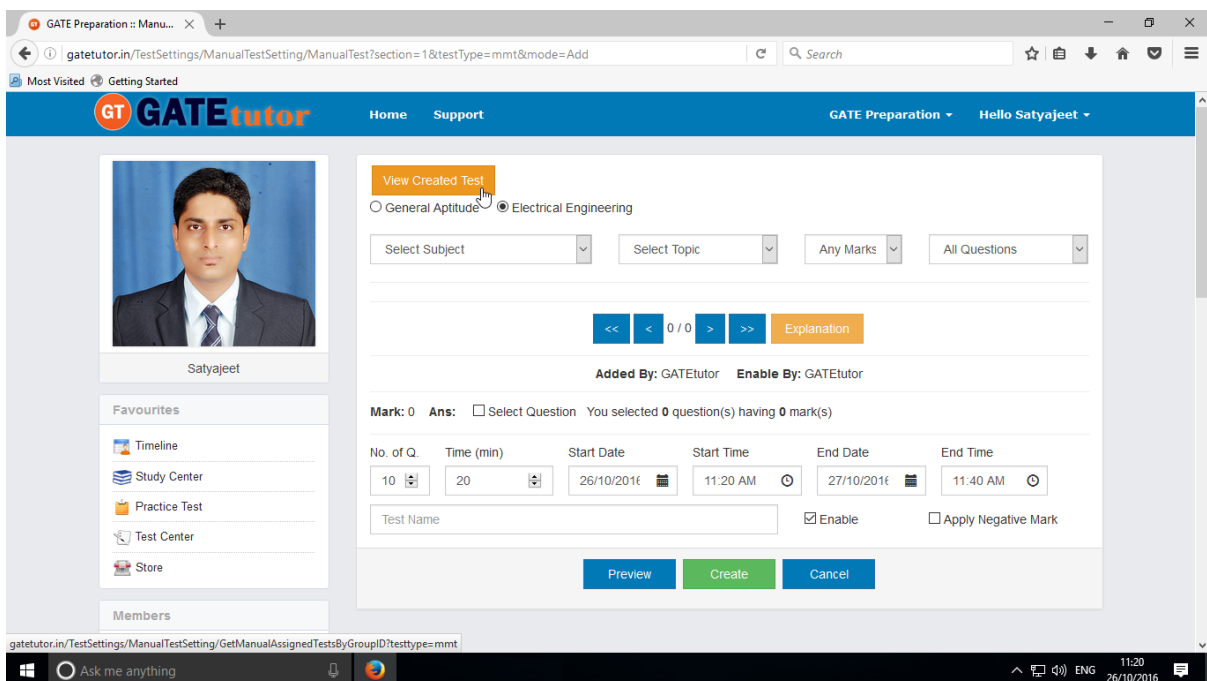 GATE Preparation :: Manu...
gatetutor.in/TestSettings/ManualTestSetting/ManualTest?section=1&testType=mmt&mode=Add
Search
Most Visited Getting Started
GT GATEtutor Home Support GATE Preparation Hello Satyajeet
View Created Test
General Aptitude Electrical Engineering
Select Subject Select Topic Any Marks All Questions
<< < 0 / 0 > >> Explanation
Added By: GATEtutor Enable By: GATEtutor
Mark: 0 Ans: Select Question You selected 0 question(s) having 0 mark(s)
No. of Q. Time (min) Start Date Start Time End Date End Time
10 20 26/10/2016 11:20 AM 27/10/2016 11:40 AM
Test Name Enable Apply Negative Mark
Preview Create Cancel
Satyajeet
Favourites
Timeline
Study Center
Practice Test
Test Center
Store
Members
gatetutor.in/TestSettings/ManualTestSetting/GetManualAssignedTestsByGroupID?testtype=mmt
Ask me anything
ENG 11:20
26/10/2016